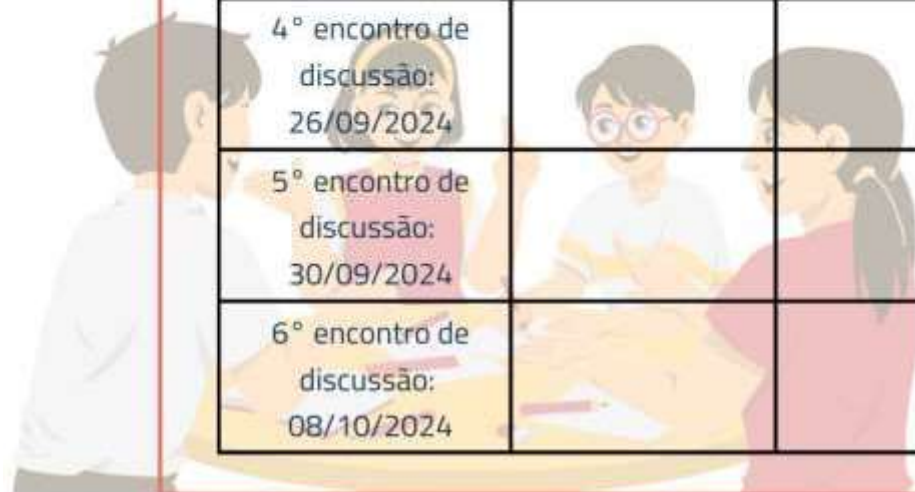 4° encontro de
discussão:
26/09/2024
5° encontro de
discussão:
30/09/2024
6° encontro de
discussão:
08/10/2024